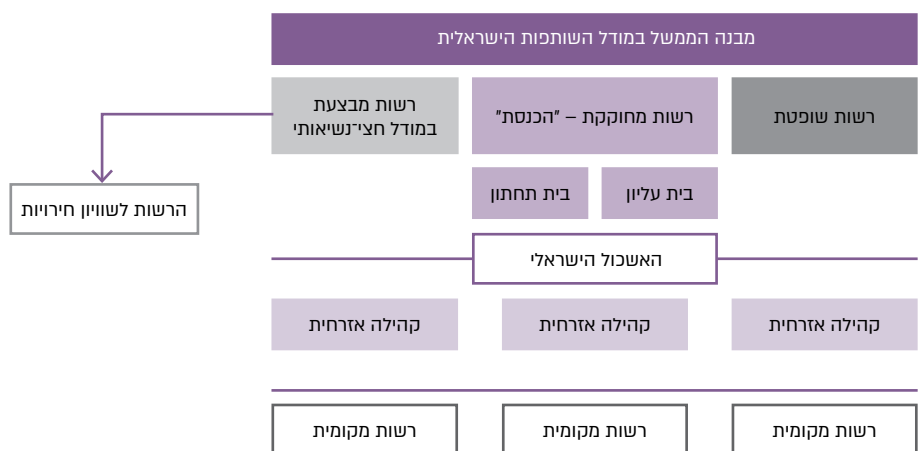 מבנה הממשל במודל השותפות הישראלית
רשות שופטת
רשות מחוקקת – "הכנסת"
רשות מבצעת
במודל חצי־נשיאותי
הרשות לשוויון חירויות
בית עליון
בית תחתון
האשכול הישראלי
קהילה אזרחית
קהילה אזרחית
קהילה אזרחית
רשות מקומית
רשות מקומית
רשות מקומית